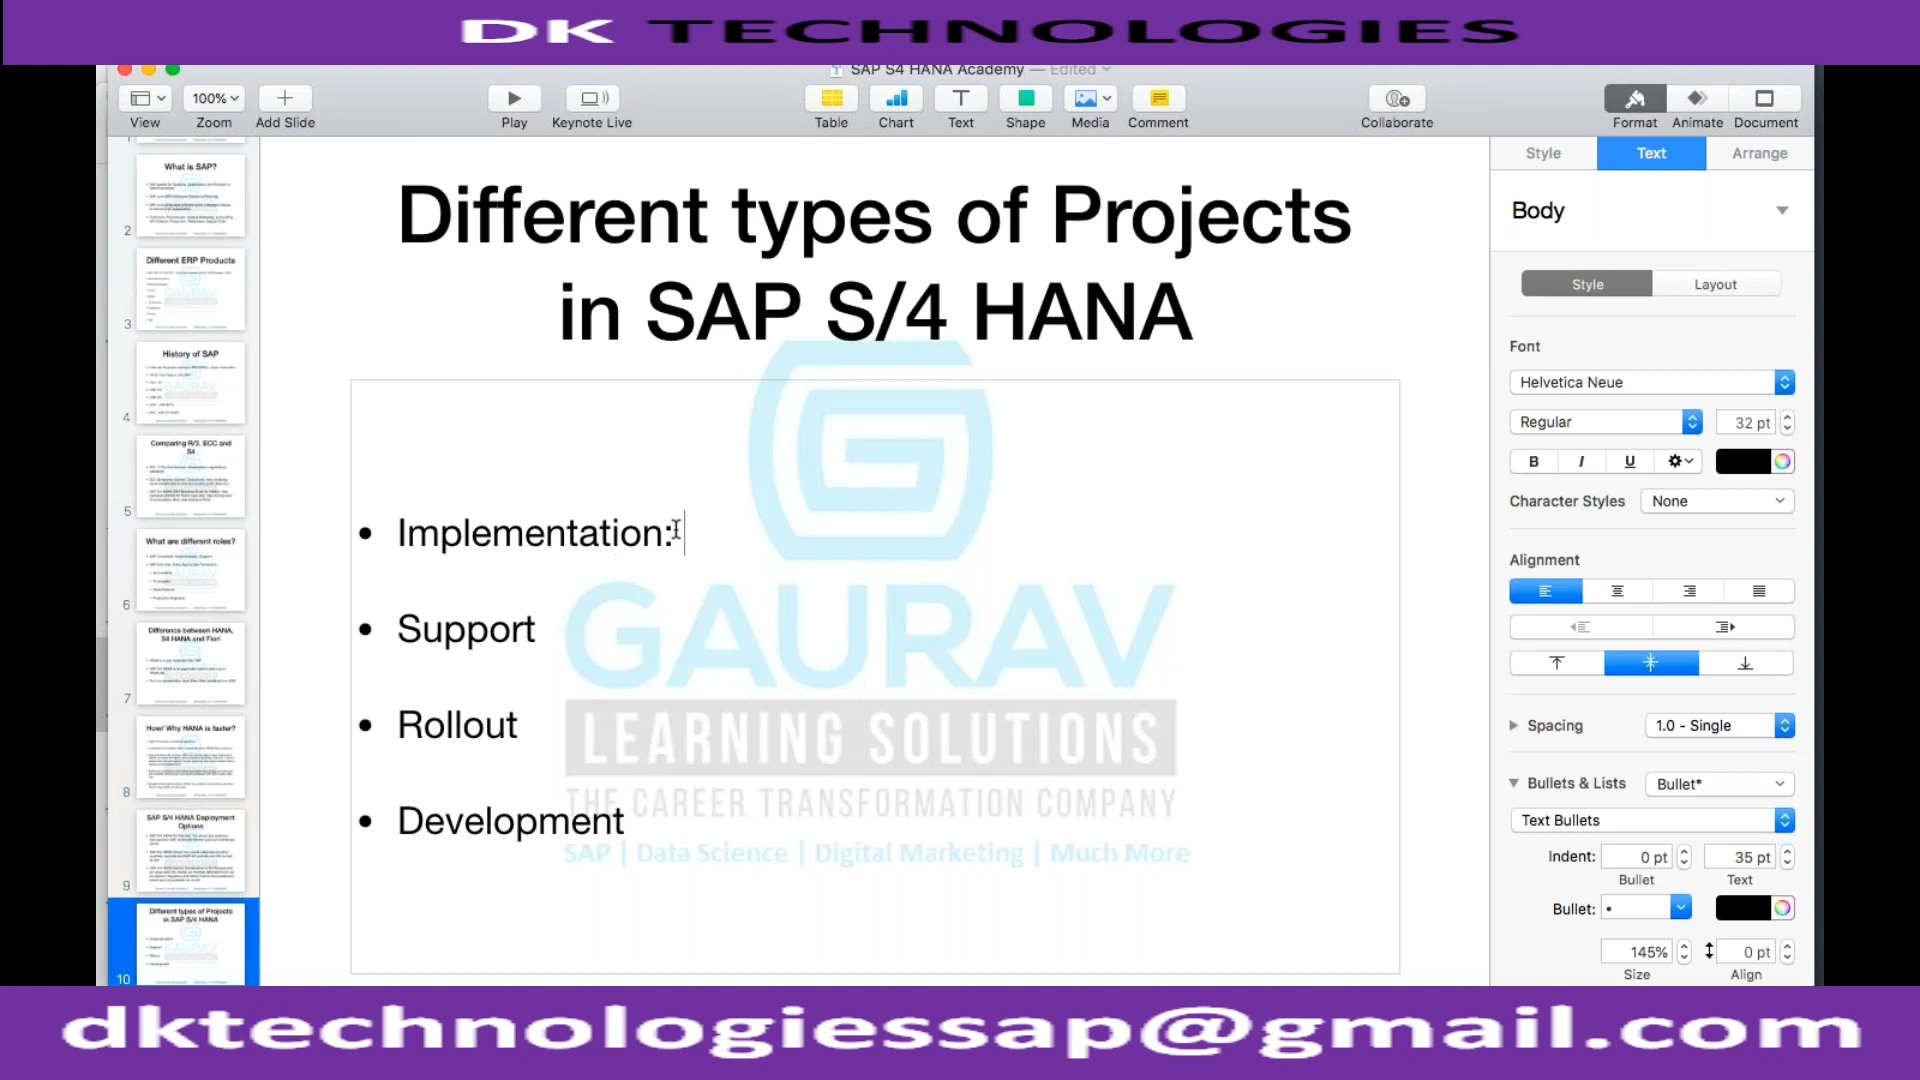 DK TECHNOLOGIES
SAP S4 HANA Academy — Edited
View
100%
Zoom
Add Slide
Play
Keynote Live
Table
Chart
Text
Shape
Media
Comment
Collaborate
Format
Animate
Document
What is SAP?
2
Different ERP Products
3
History of SAP
4
Comparing R/3, ECC and
S4
5
What are different roles?
6
Difference between HANA,
S4 HANA and Fiori
7
How/ Why HANA is faster?
8
SAP S/4 HANA Deployment
Options
9
Different types of Projects
in SAP S/4 HANA
10
Different types of Projects
in SAP S/4 HANA
• Implementation:
• Support
• Rollout
• Development
GAURAV
LEARNING SOLUTIONS
THE CAREER TRANSFORMATION COMPANY
SAP | Data Science | Digital Marketing | Much More
Style
Text
Arrange
Body
Style
Layout
Font
Helvetica Neue
Regular
32 pt
B
I
U
Character Styles
None
Alignment
Spacing
1.0 - Single
Bullets & Lists
Bullet*
Text Bullets
Indent:
0 pt
35 pt
Bullet
Text
Bullet:
•
145%
0 pt
Size
Align
dktechnologiessap@gmail.com